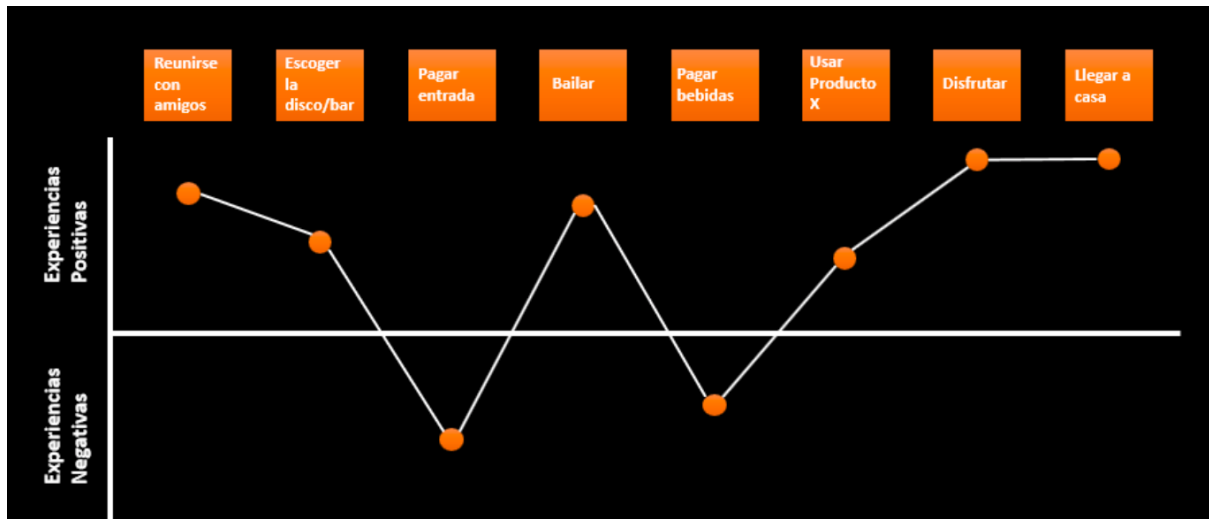 Reunirse
con
amigos
Escoger
la
disco/bar
Pagar
entrada
Bailar
Pagar
bebidas
Usar
Producto
X
Disfrutar
Llegar a
casa
Experiencias
Positivas
Experiencias
Negativas